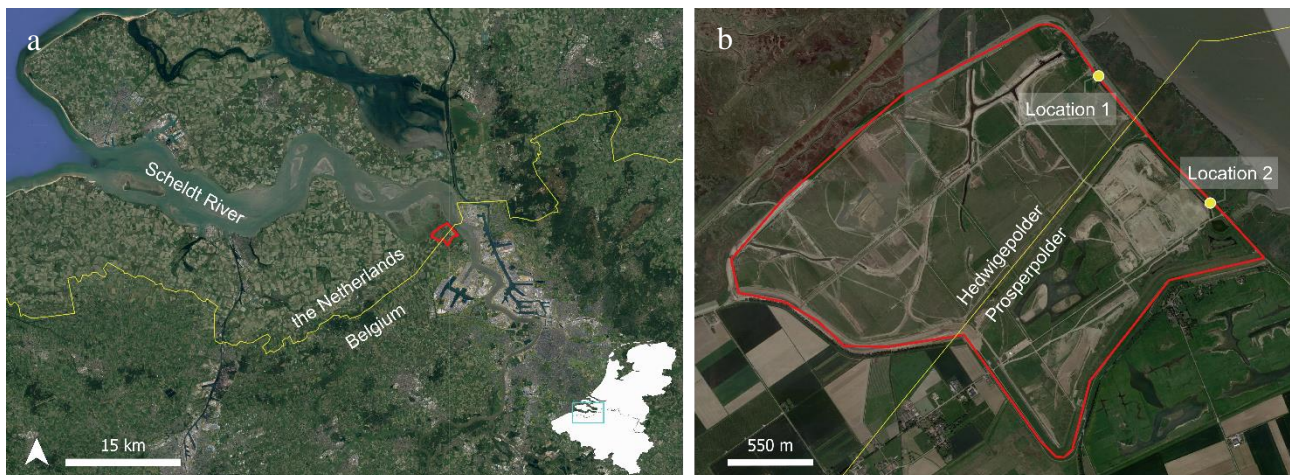 a
Scheldt River
the Netherlands
Belgium
15 km
b
Location 1
Location 2
Hedwigepolder
Prosperpolder
550 m